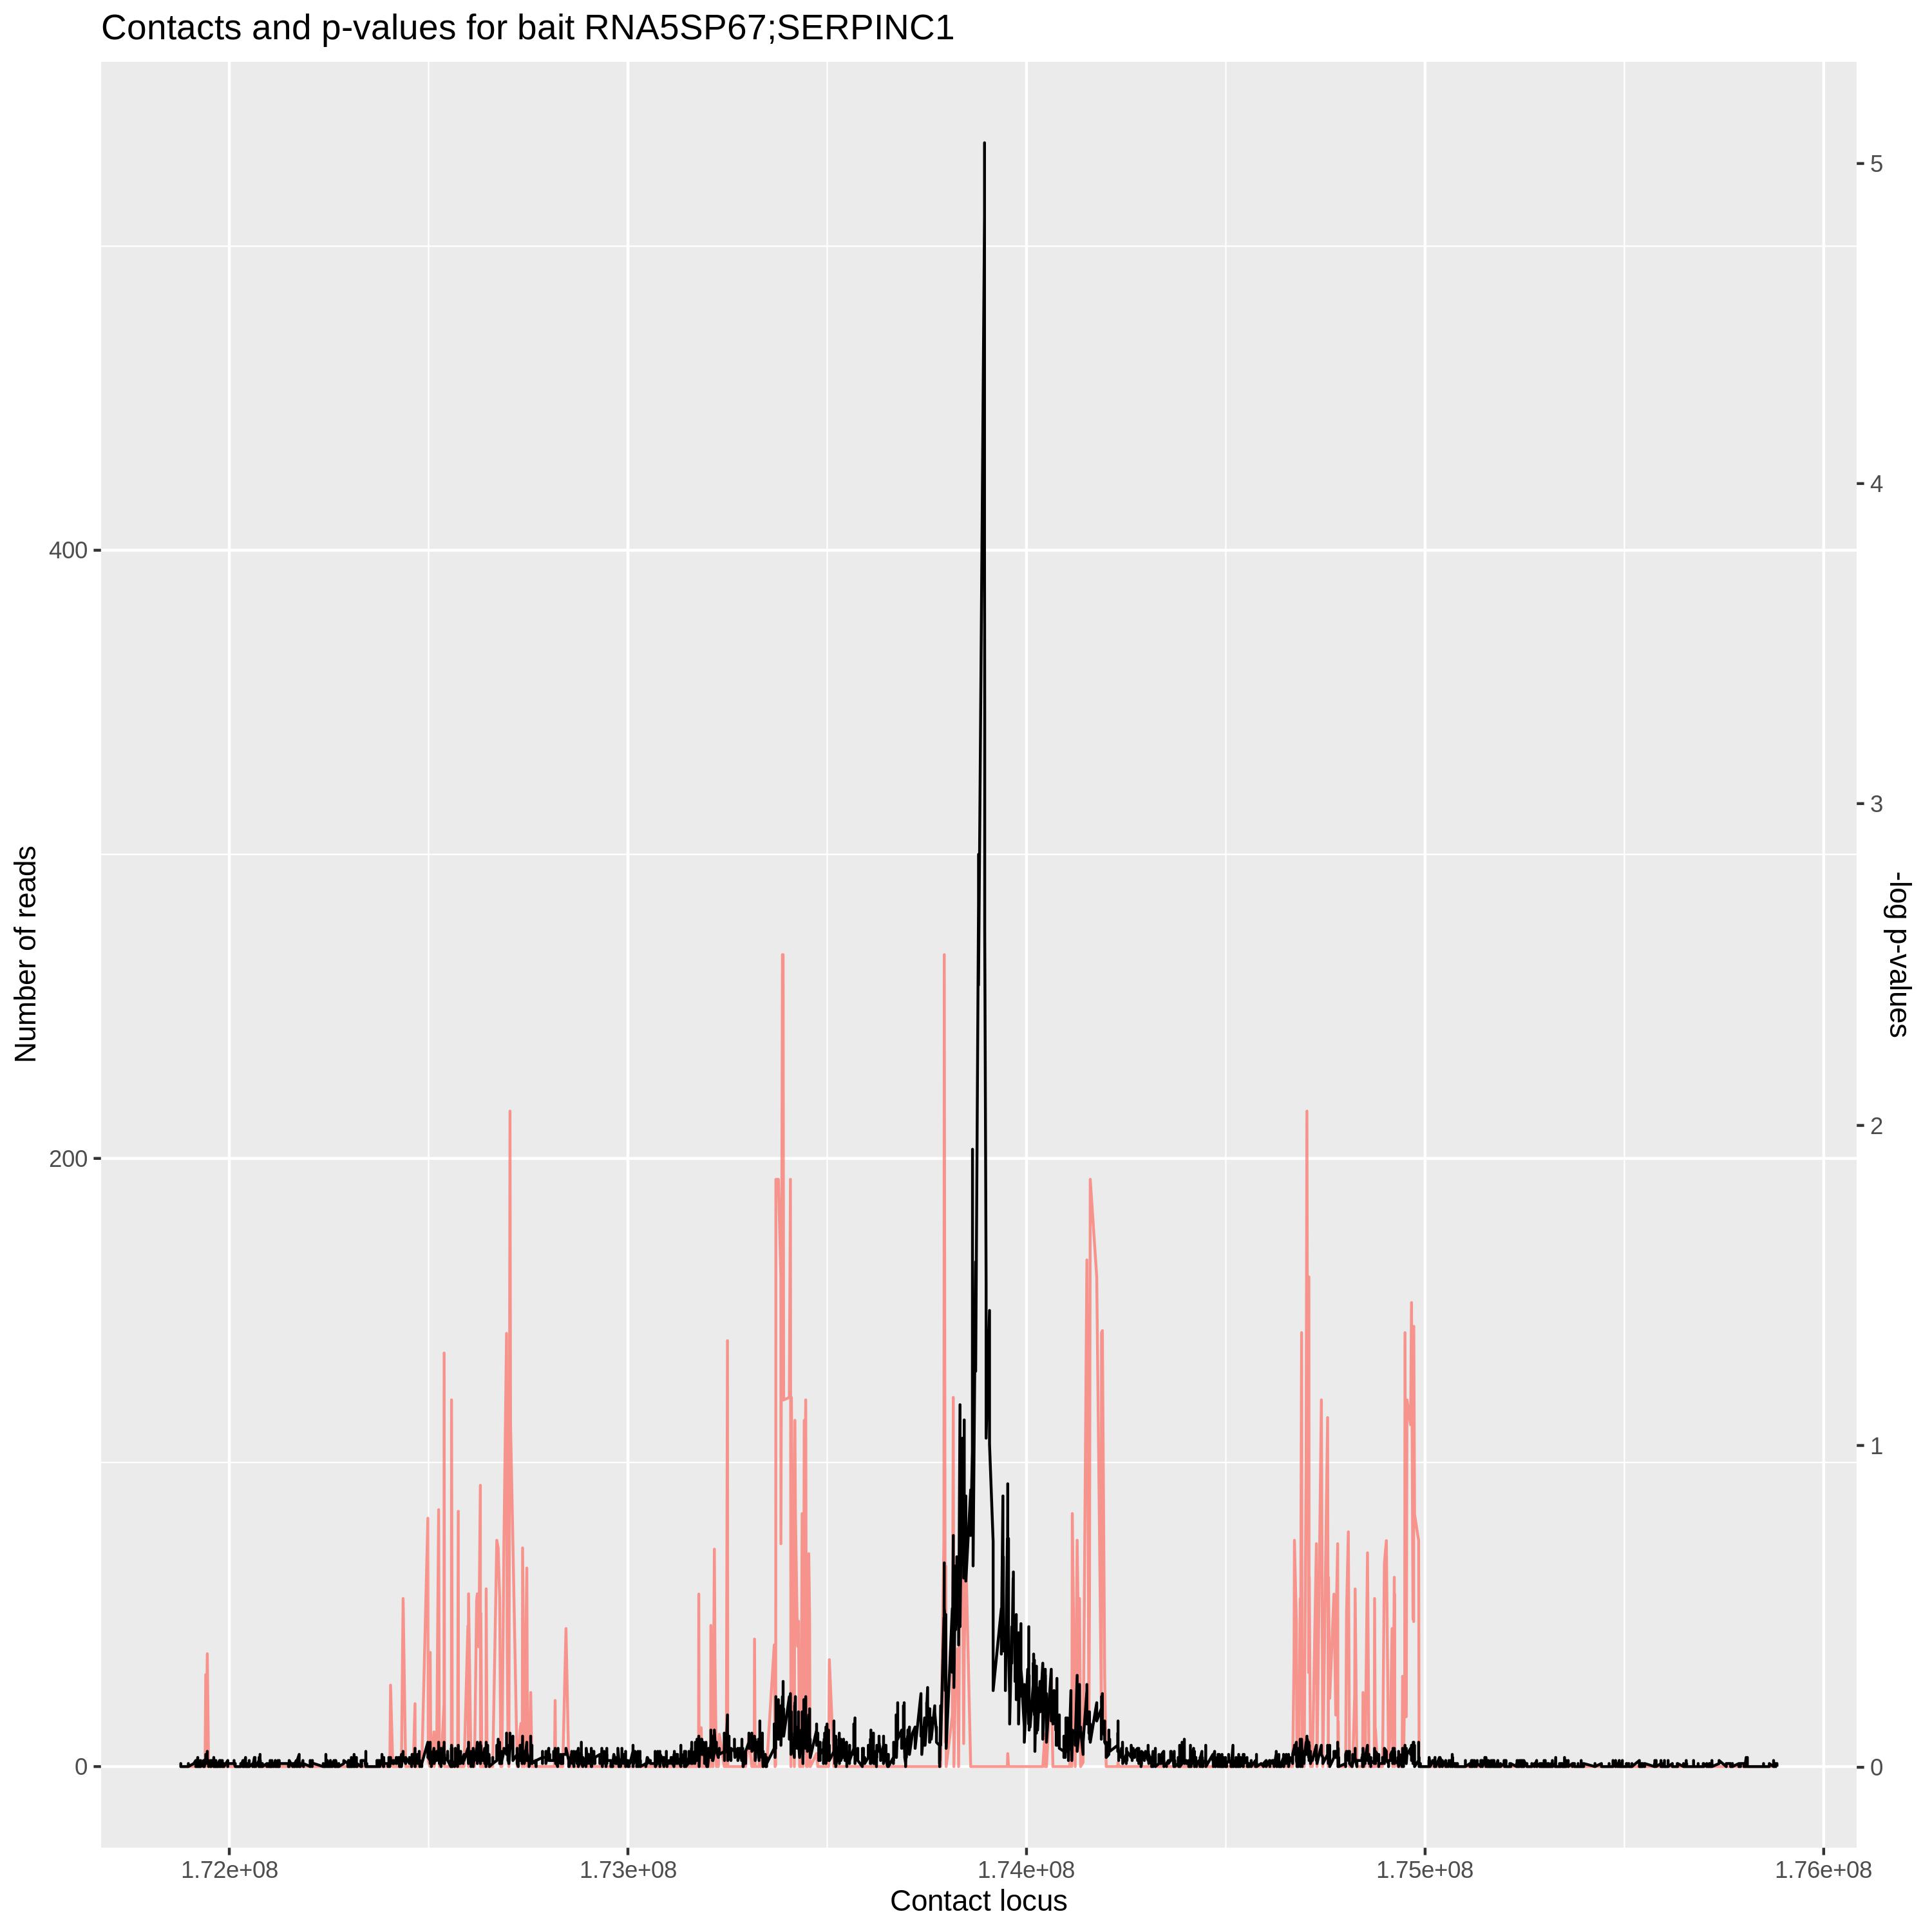 Contacts and p-values for bait RNA5SP67;SERPINC1
Number of reads
400
200
0
5
4
3
2
1
0
-log p-values
1.72e+08
1.73e+08
1.74e+08
1.75e+08
1.76e+08
Contact locus